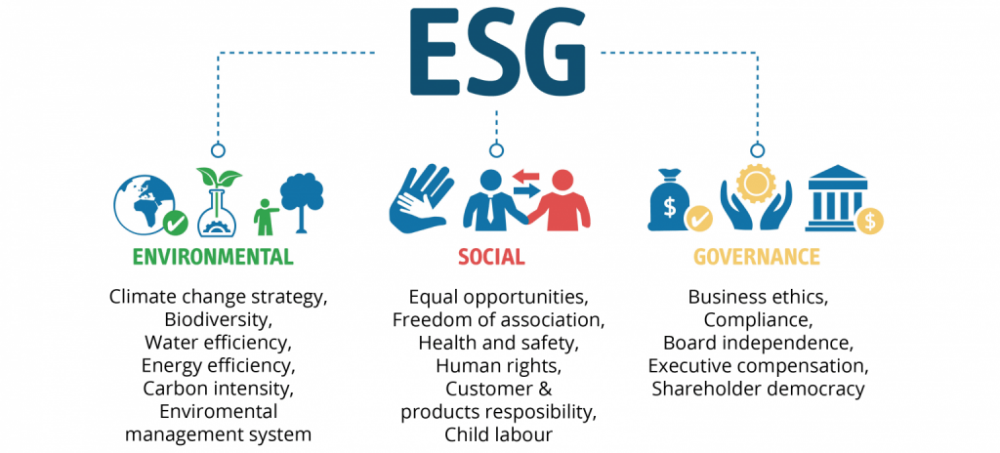 ESG
ENVIRONMENTAL
Climate change strategy,
Biodiversity,
Water efficiency,
Energy efficiency,
Carbon intensity,
Enviromental
management system
SOCIAL
Equal opportunities,
Freedom of association,
Health and safety,
Human rights,
Customer &
products resposibility,
Child labour
$
$
GOVERNANCE
Business ethics,
Compliance,
Board independence,
Executive compensation,
Shareholder democracy